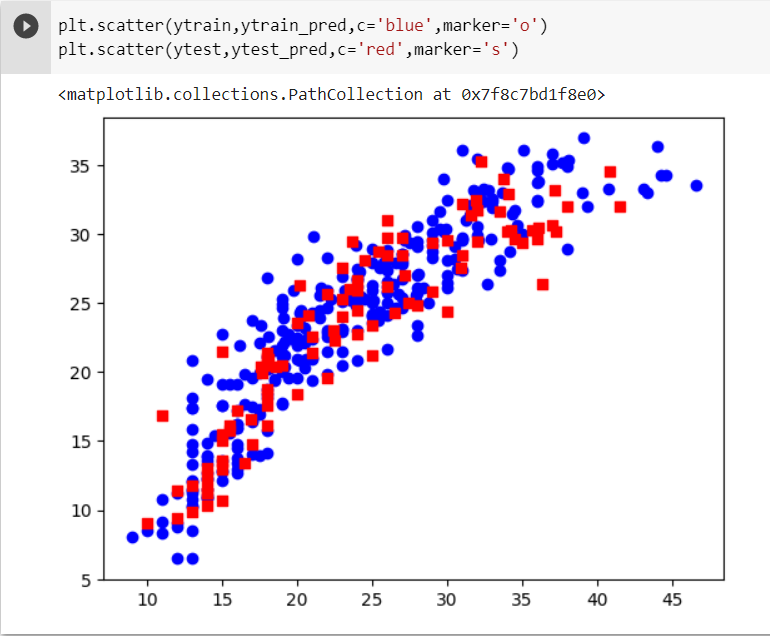 plt.scatter(ytrain,ytrain_pred,c='blue',marker='o')
plt.scatter(ytest,ytest_pred,c='red',marker='s')
<matplotlib.collections.PathCollection at 0x7f8c7bd1f8e0>
35
30
25
20
15
10
5
10 15 20 25 30 35 40 45